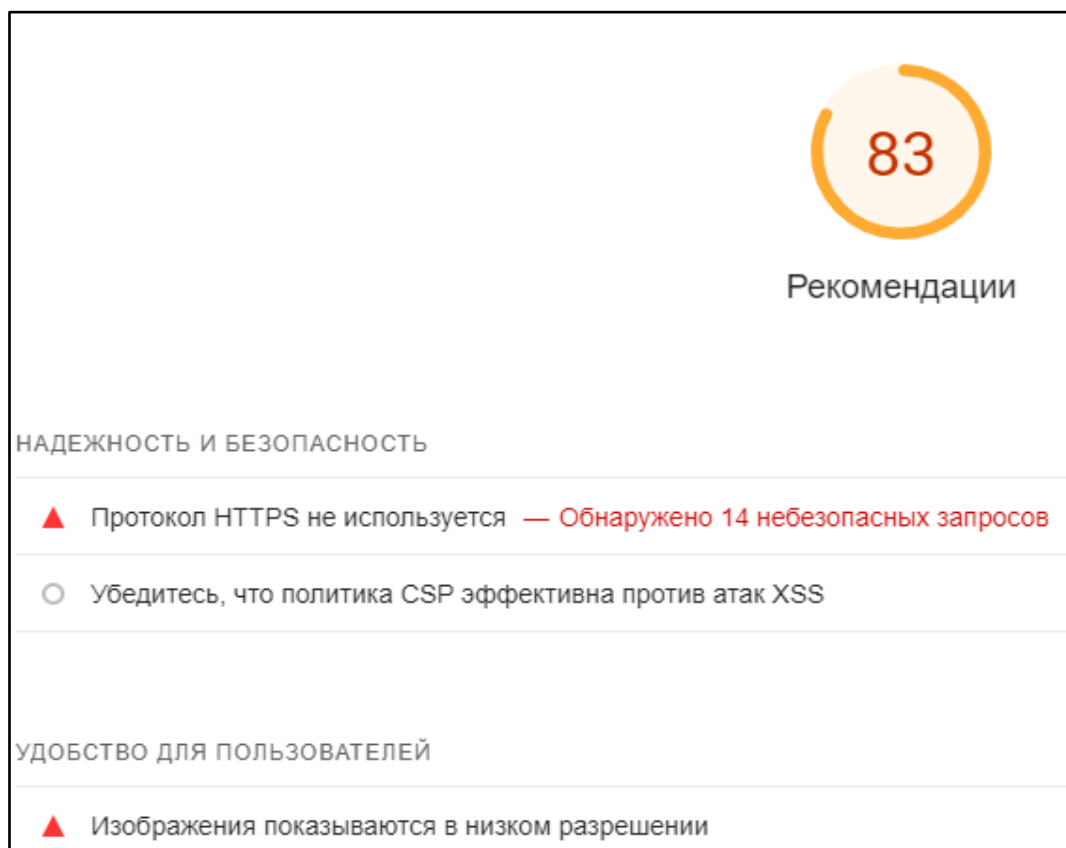 83
Рекомендации
НАДЕЖНОСТЬ И БЕЗОПАСНОСТЬ
Протокол HTTPS не используется — Обнаружено 14 небезопасных запросов
Убедитесь, что политика CSP эффективна против атак XSS
УДОБСТВО ДЛЯ ПОЛЬЗОВАТЕЛЕЙ
Изображения показываются в низком разрешении